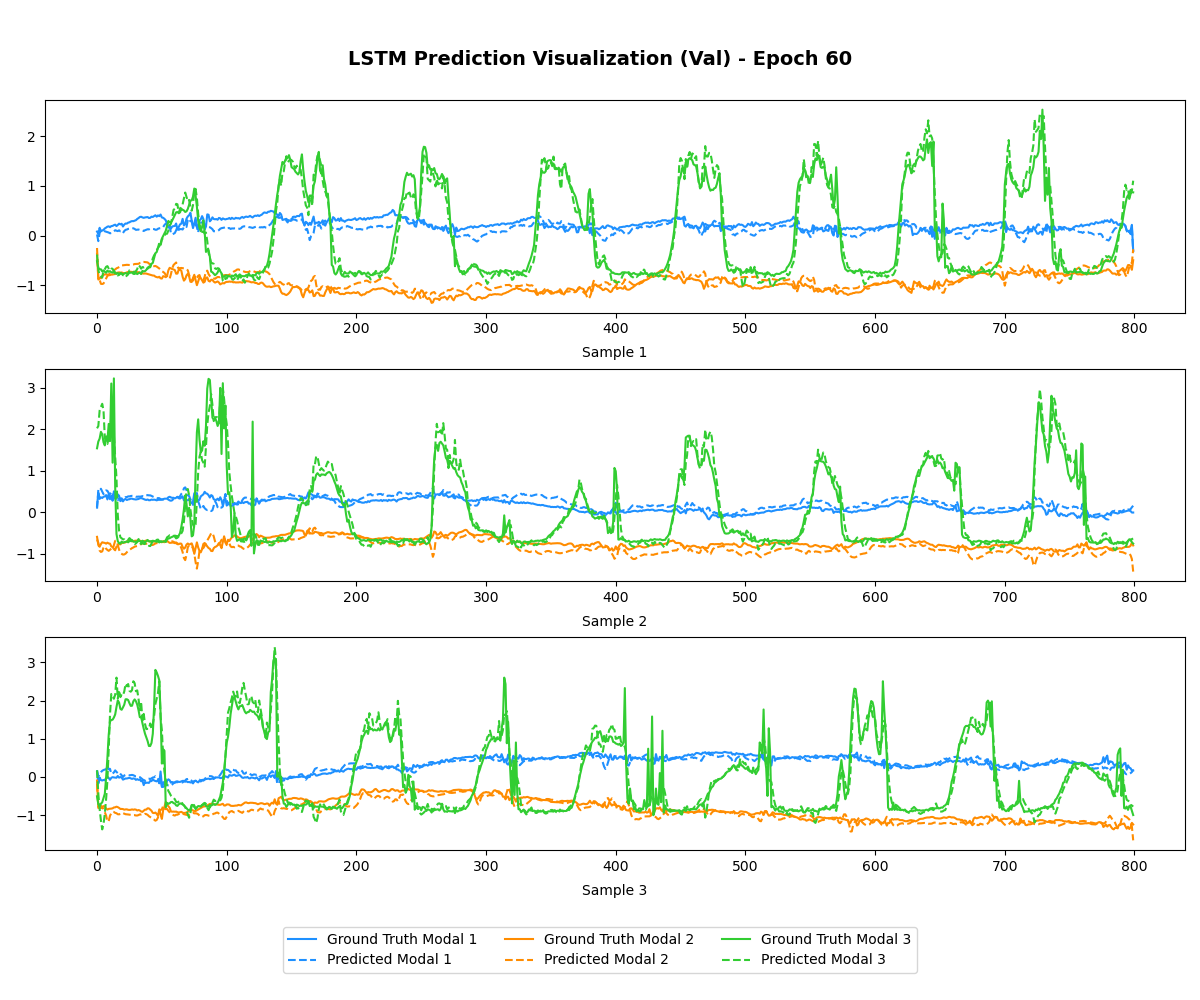 LSTM Prediction Visualization (Val) - Epoch 60
2
1
0
−1
0 100 200 300 400 500 600 700 800
Sample 1
3
2
1
0
−1
0 100 200 300 400 500 600 700 800
Sample 2
3
2
1
0
−1
0 100 200 300 400 500 600 700 800
Sample 3
Ground Truth Modal 1 Ground Truth Modal 2 Ground Truth Modal 3
Predicted Modal 1 Predicted Modal 2 Predicted Modal 3